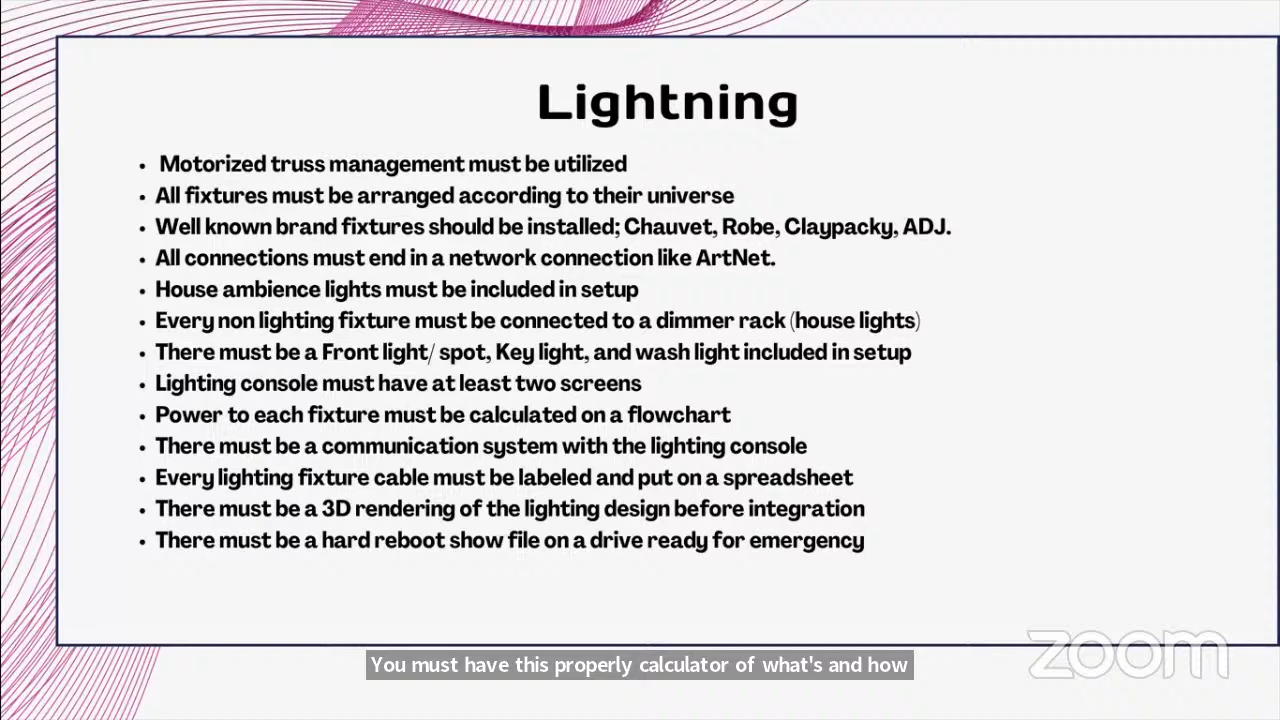 Lightning
• Motorized truss management must be utilized
• All fixtures must be arranged according to their universe
• Well known brand fixtures should be installed; Chauvet, Robe, Claypacky, ADJ.
• All connections must end in a network connection like ArtNet.
• House ambience lights must be included in setup
• Every non lighting fixture must be connected to a dimmer rack (house lights)
• There must be a Front light/ spot, Key light, and wash light included in setup
• Lighting console must have at least two screens
• Power to each fixture must be calculated on a flowchart
• There must be a communication system with the lighting console
• Every lighting fixture cable must be labeled and put on a spreadsheet
• There must be a 3D rendering of the lighting design before integration
• There must be a hard reboot show file on a drive ready for emergency
zoom
You must have this properly calculator of what's and how